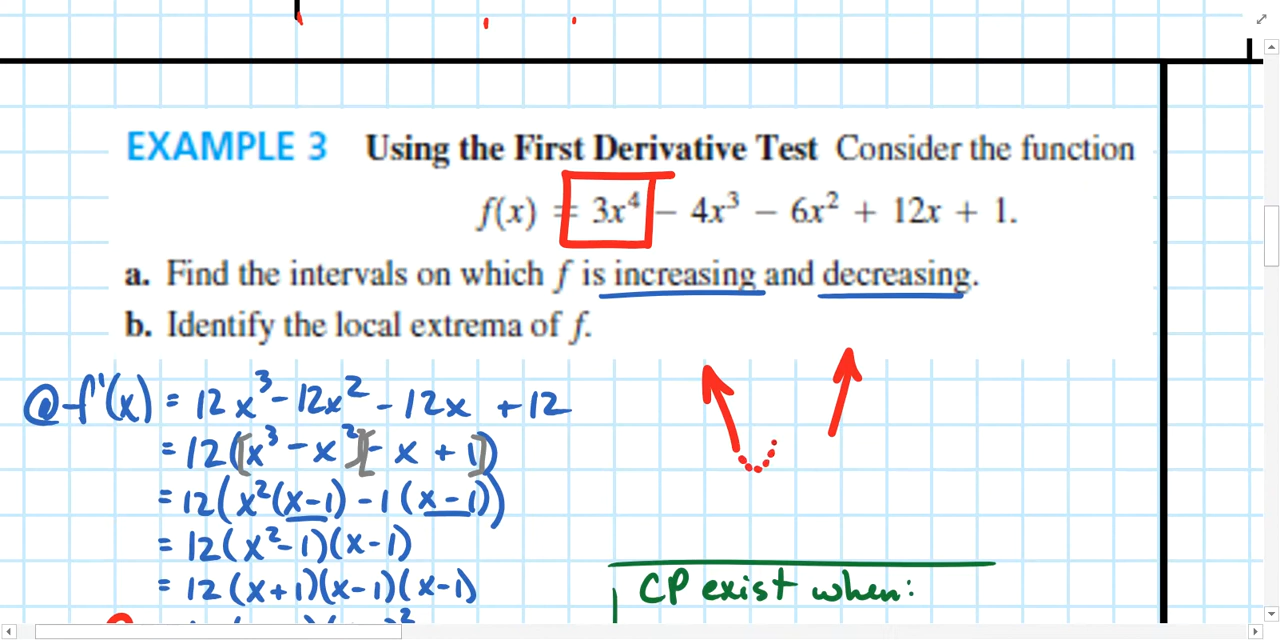 EXAMPLE 3 Using the First Derivative Test Consider the function
f(x) = 3x⁴ − 4x³ − 6x² + 12x + 1.
a. Find the intervals on which f is increasing and decreasing.
b. Identify the local extrema of f.
@ f'(x) = 12x³ - 12x² - 12x + 12
= 12([x³ - x²] [- x + 1])
= 12(x²(x-1) - 1(x-1))
= 12(x²-1)(x-1)
= 12(x+1)(x-1)(x-1)
CP exist when: